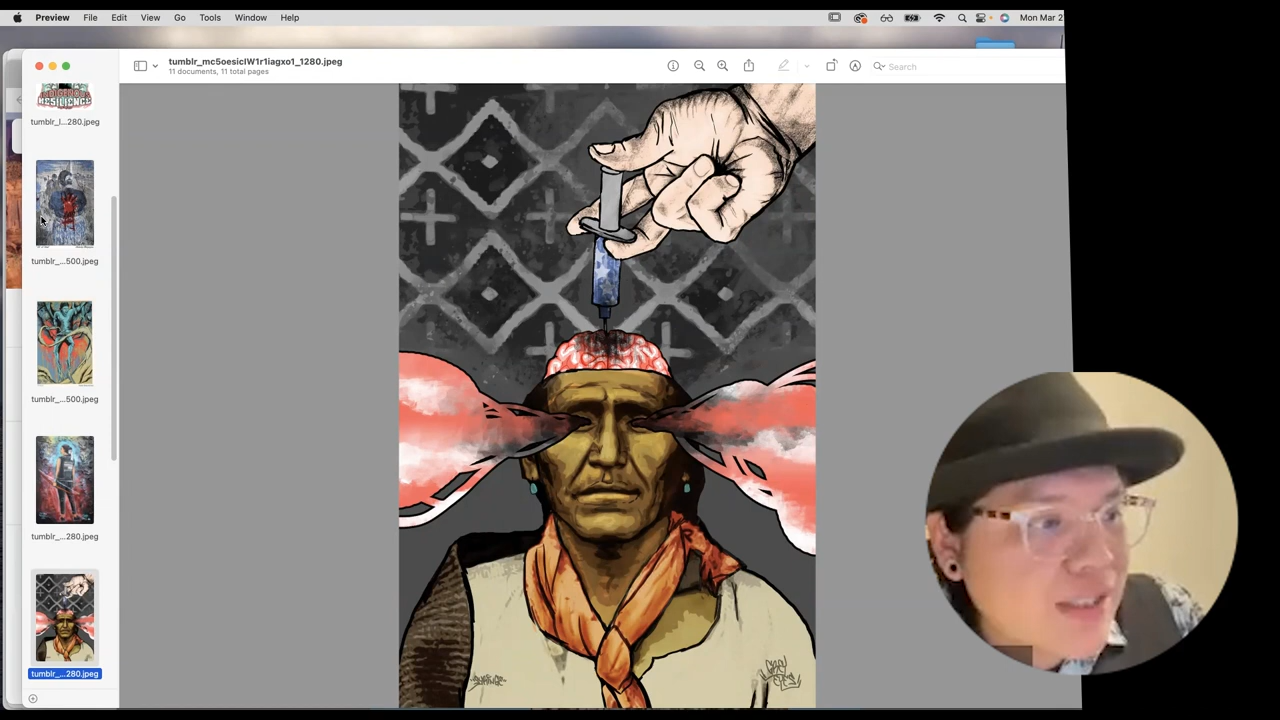 Preview File Edit View Go Tools Window Help Mon Mar 2
tumblr_mc5oesicIW1r1iagxo1_1280.jpeg
11 documents, 11 total pages
Search
RESILIENCE
tumblr_l...280.jpeg
tumblr_...500.jpeg
tumblr_...500.jpeg
tumblr_...280.jpeg
tumblr_...280.jpeg